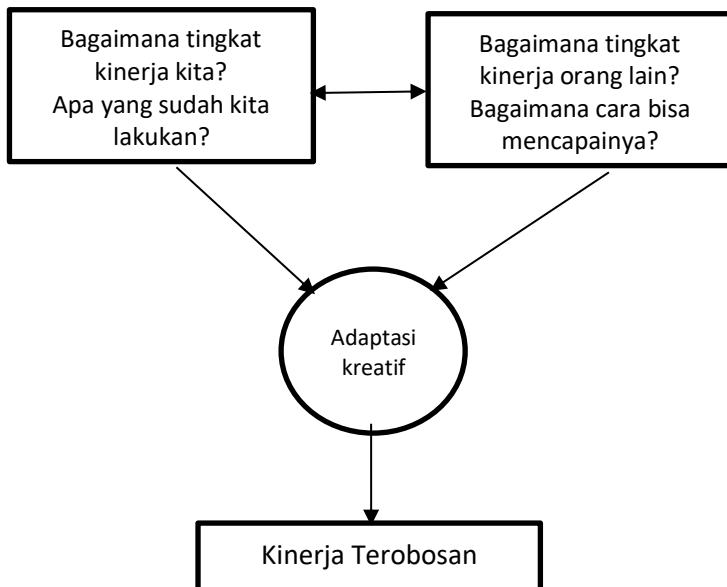 Bagaimana tingkat
kinerja kita?
Apa yang sudah kita
lakukan?
Bagaimana tingkat
kinerja orang lain?
Bagaimana cara bisa
mencapainya?
Adaptasi
kreatif
Kinerja Terobosan